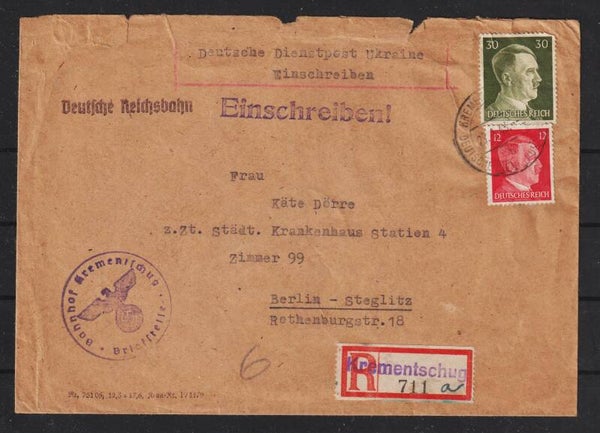 Deutsche Dienstpost Ukraine
Einschreiben
Deutsche Reichsbahn
Einschreiben!
30 30
DEUTSCHES REICH
12 12
DEUTSCHES REICH
Frau
Käte Dörre
z.Zt. Städt. Krankenhaus Station 4
Zimmer 99
Berlin - Steglitz
Rothenburgstr. 18
Bahnhof Krementschug
Briefstelle
6
R
Krementschug
711 a